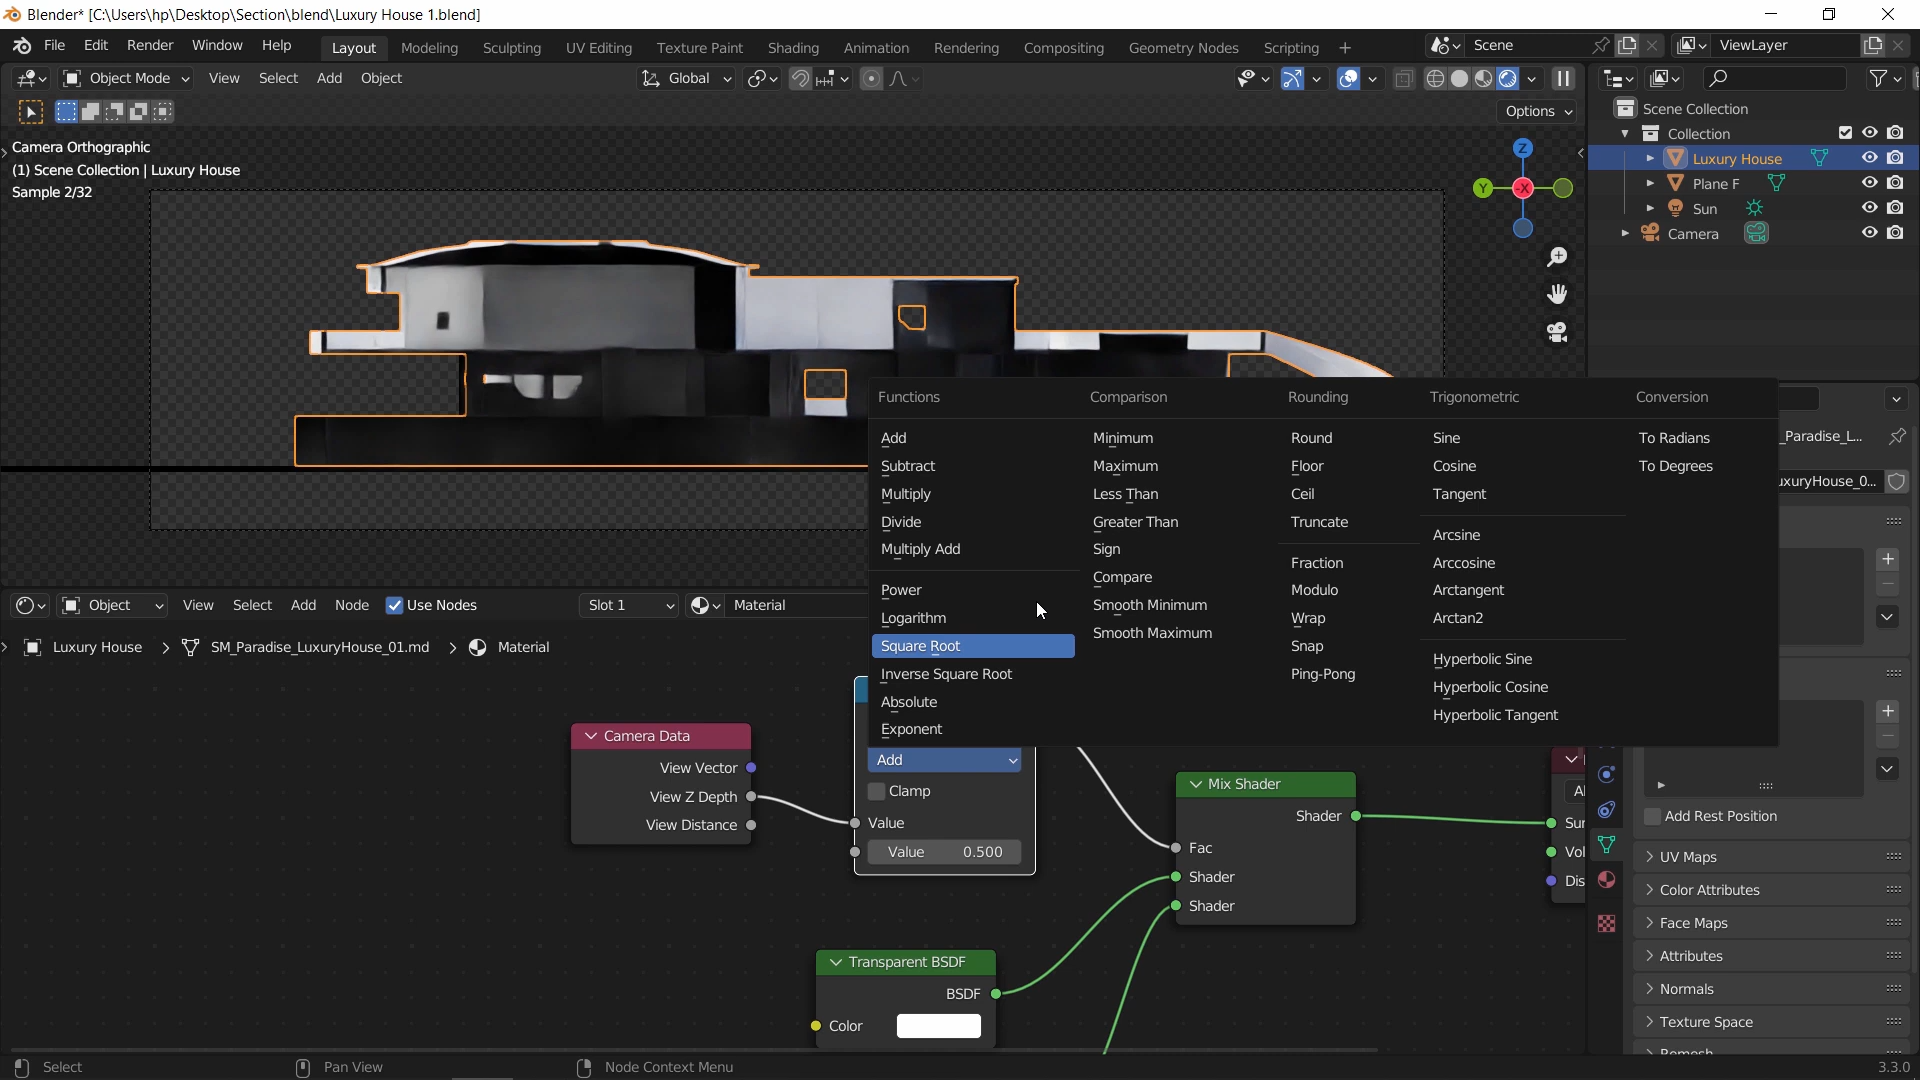 Blender* [C:\Users\hp\Desktop\Section\blend\Luxury House 1.blend]
File Edit Render Window Help Layout Modeling Sculpting UV Editing Texture Paint Shading Animation Rendering Compositing Geometry Nodes Scripting + Scene ViewLayer
Object Mode View Select Add Object Global
Options
Camera Orthographic
(1) Scene Collection | Luxury House
Sample 2/32
Z
Y -X
Scene Collection
Collection
Luxury House
Plane F
Sun
Camera
Functions Comparison Rounding Trigonometric Conversion
Add Minimum Round Sine To Radians
Subtract Maximum Floor Cosine To Degrees
Multiply Less Than Ceil Tangent
Divide Greater Than Truncate
Multiply Add Sign Arcsine
Power Compare Fraction Arccosine
Logarithm Smooth Minimum Modulo Arctangent
Square Root Smooth Maximum Wrap Arctan2
Inverse Square Root Snap Hyperbolic Sine
Absolute Ping-Pong Hyperbolic Cosine
Exponent Hyperbolic Tangent
_Paradise_L...
uxuryHouse_0...
Object View Select Add Node Use Nodes Slot 1 Material
Luxury House > SM_Paradise_LuxuryHouse_01.md > Material
Camera Data
View Vector
View Z Depth
View Distance
Add
Clamp
Value
Value 0.500
Mix Shader
Shader
Fac
Shader
Shader
Transparent BSDF
BSDF
Color
Sur
Vol
Dis
Add Rest Position
UV Maps
Color Attributes
Face Maps
Attributes
Normals
Texture Space
Remesh
Select Pan View Node Context Menu 3.3.0